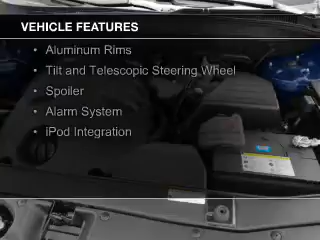 VEHICLE FEATURES
• Aluminum Rims
• Tilt and Telescopic Steering Wheel
• Spoiler
• Alarm System
• iPod Integration